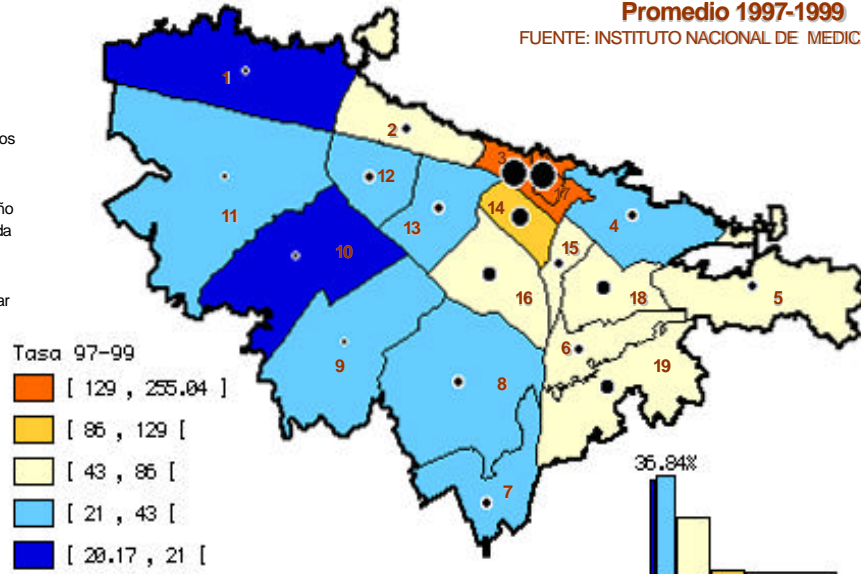 Promedio 1997-1999
FUENTE: INSTITUTO NACIONAL DE MEDIC
1
2
3
12
17
11
14
4
13
15
10
16
18
5
6
9
19
8
7
Tasa 97-99
[ 129 , 255.04 ]
[ 86 , 129 [
[ 43 , 86 [
[ 21 , 43 [
[ 20.17 , 21 [
36.84%